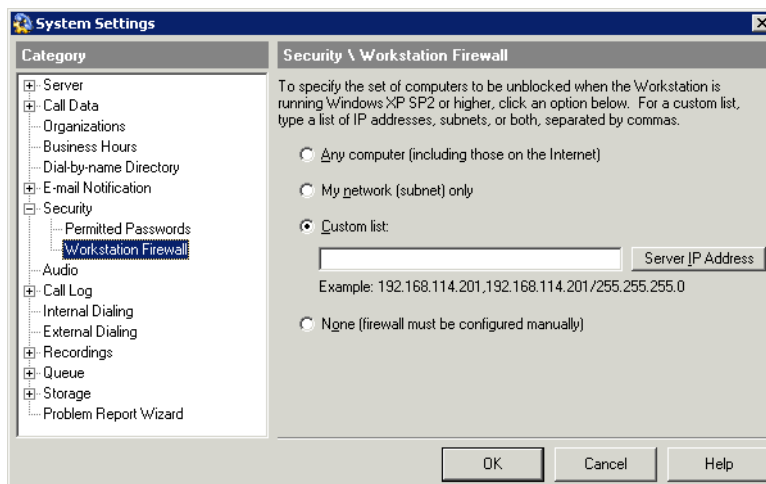 System Settings
Category
Server
Call Data
Organizations
Business Hours
Dial-by-name Directory
E-mail Notification
Security
Permitted Passwords
Workstation Firewall
Audio
Call Log
Internal Dialing
External Dialing
Recordings
Queue
Storage
Problem Report Wizard
Security \ Workstation Firewall
To specify the set of computers to be unblocked when the Workstation is
running Windows XP SP2 or higher, click an option below. For a custom list,
type a list of IP addresses, subnets, or both, separated by commas.
Any computer (including those on the Internet)
My network (subnet) only
Custom list:
Server IP Address
Example: 192.168.114.201,192.168.114.201/255.255.255.0
None (firewall must be configured manually)
OK
Cancel
Help